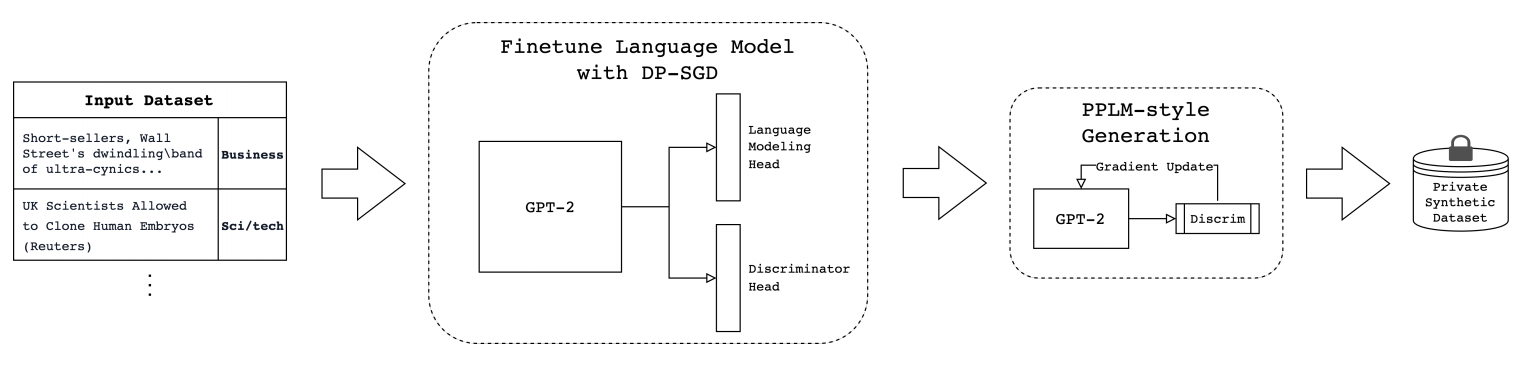 Input Dataset
Short-sellers, Wall
Street's dwindling\band
of ultra-cynics...
Business
UK Scientists Allowed
to Clone Human Embryos
(Reuters)
Sci/tech
Finetune Language Model
with DP-SGD
GPT-2
Language
Modeling
Head
Discriminator
Head
PPLM-style
Generation
Gradient Update
GPT-2
Discrim
Private
Synthetic
Dataset